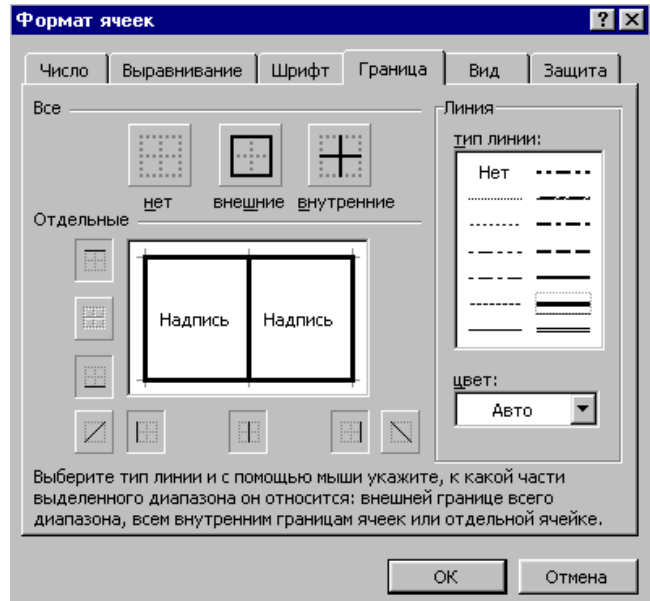 Формат ячеек
Число Выравнивание Шрифт Граница Вид Защита
Все
нет внешние внутренние
Отдельные
Надпись Надпись
Линия
тип линии:
Нет
цвет:
Авто
Выберите тип линии и с помощью мыши укажите, к какой части
выделенного диапазона он относится: внешней границе всего
диапазона, всем внутренним границам ячеек или отдельной ячейке.
ОК Отмена